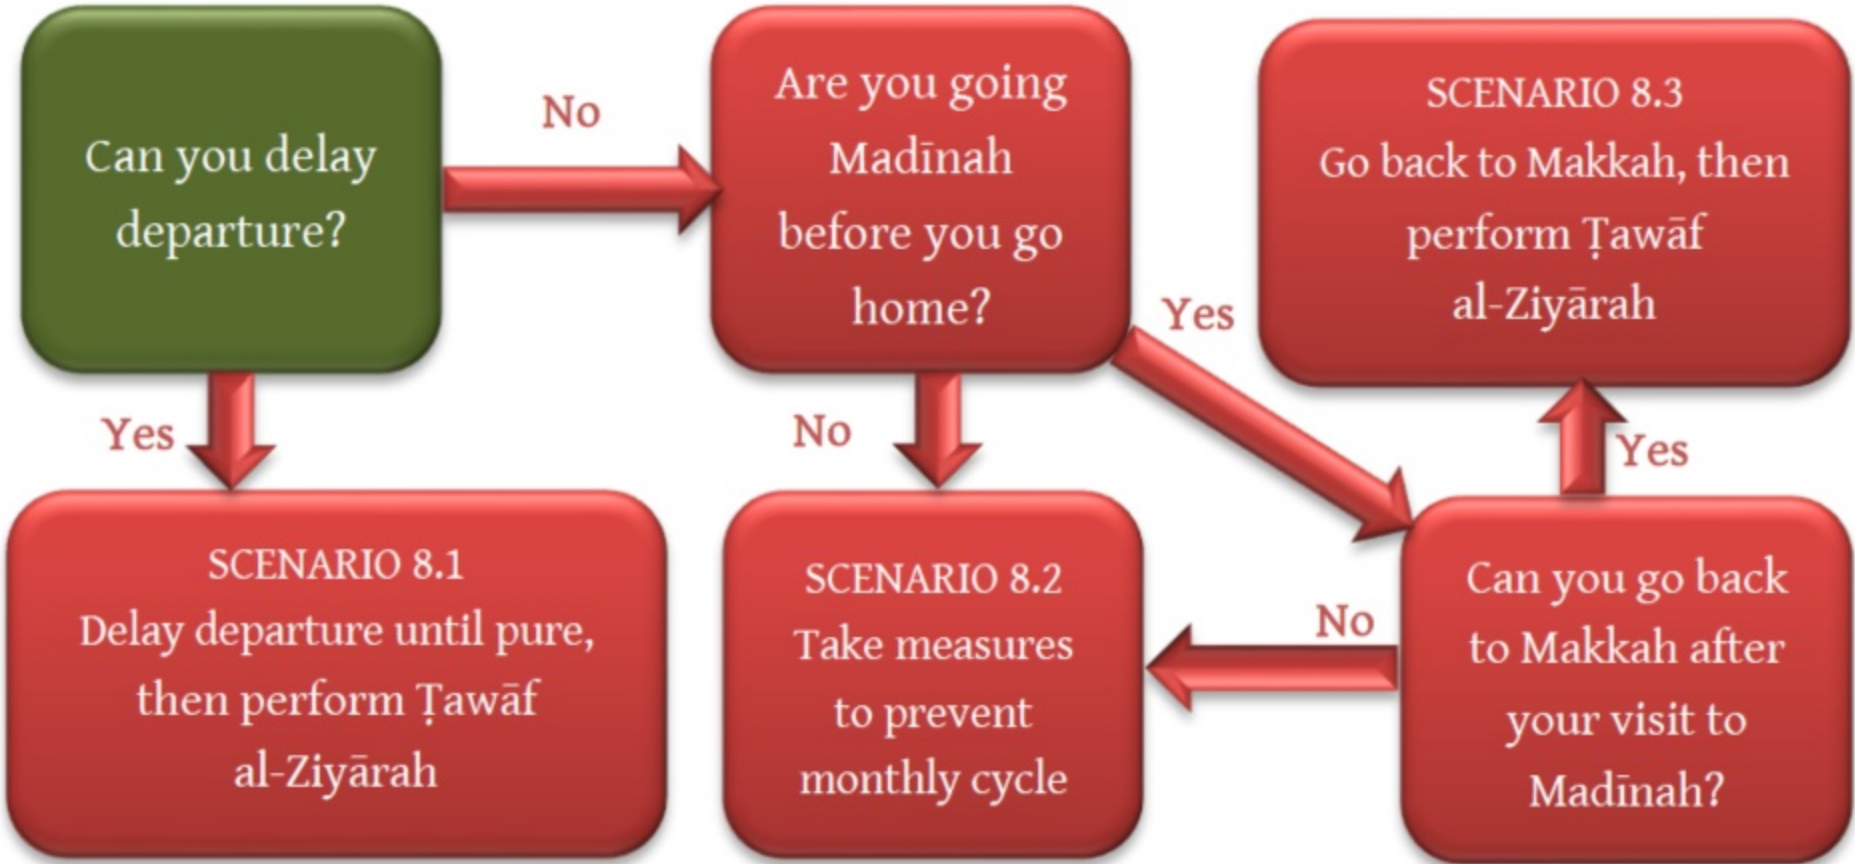 Can you delay
departure?
No
Are you going
Madīnah
before you go
home?
SCENARIO 8.3
Go back to Makkah, then
perform Ṭawāf
al-Ziyārah
Yes
Yes
No
Yes
SCENARIO 8.1
Delay departure until pure,
then perform Ṭawāf
al-Ziyārah
SCENARIO 8.2
Take measures
to prevent
monthly cycle
No
Can you go back
to Makkah after
your visit to
Madīnah?